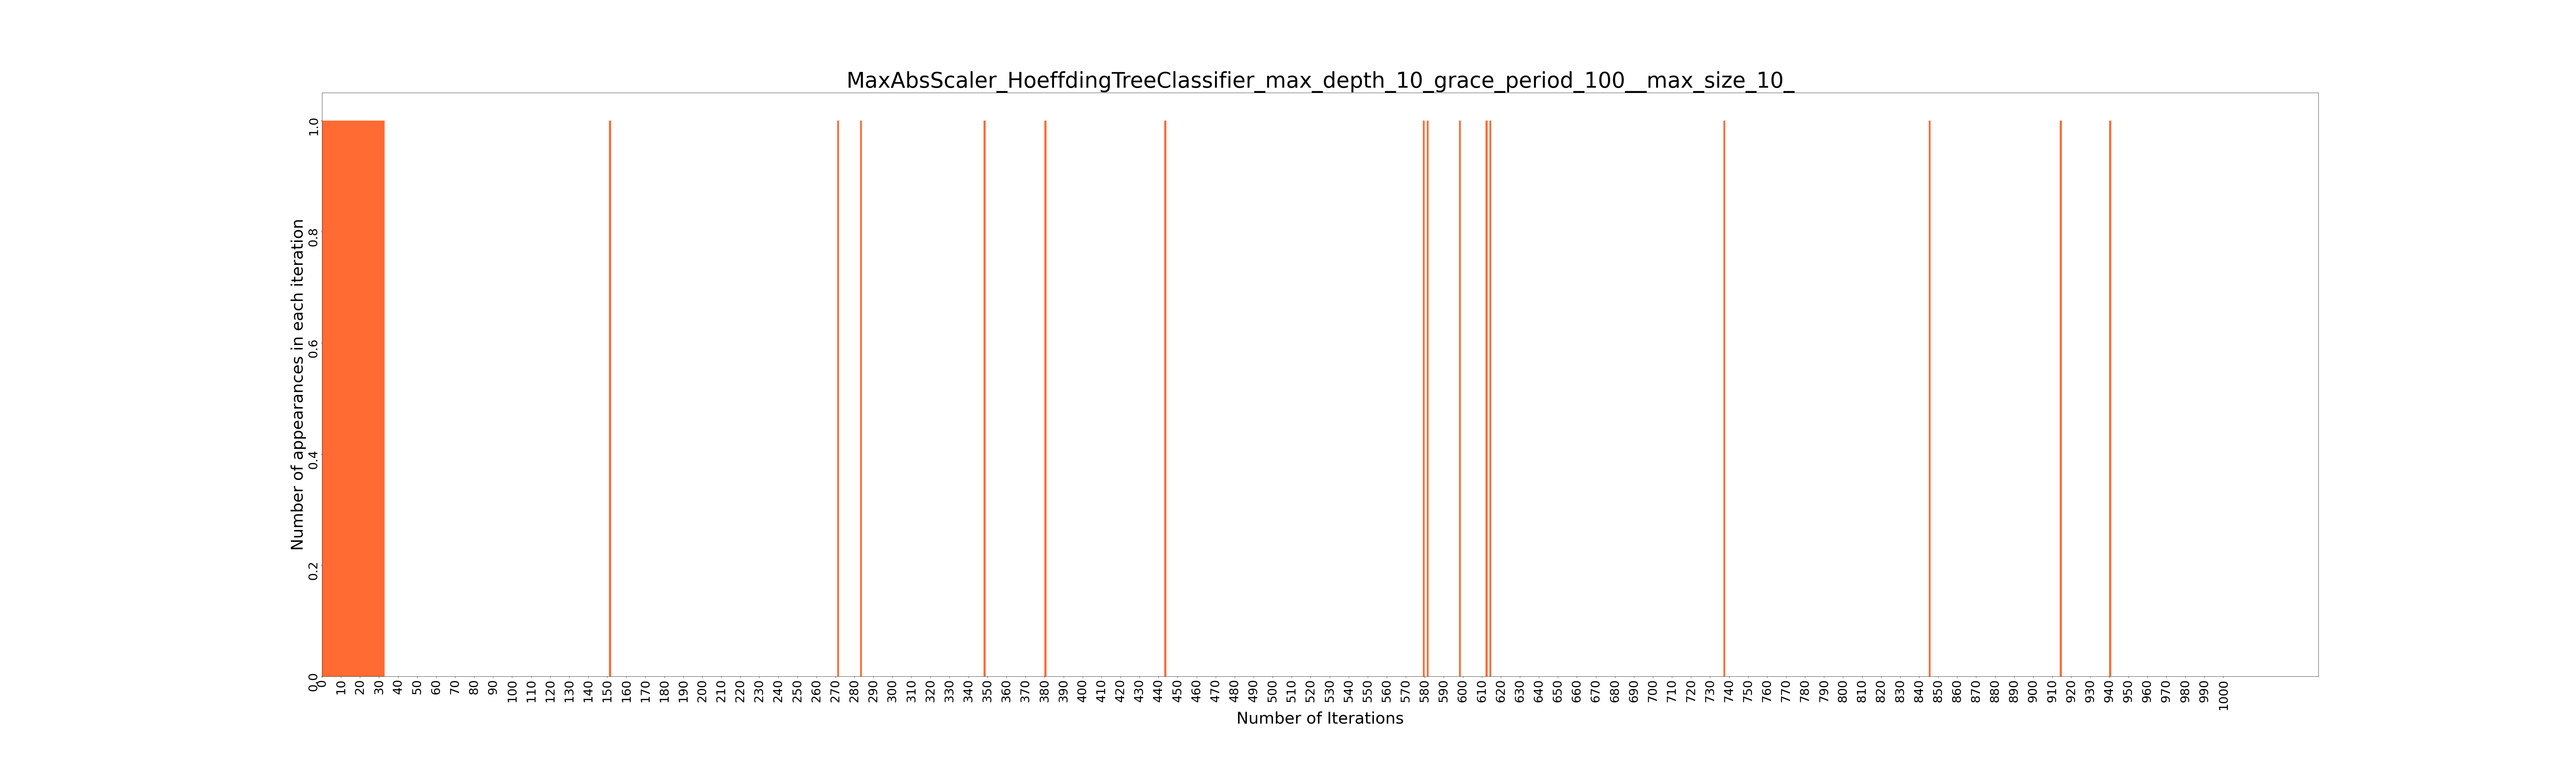 MaxAbsScaler_HoeffdingTreeClassifier_max_depth_10_grace_period_100__max_size_10_
Number of appearances in each iteration
1.0
0.8
0.6
0.4
0.2
0.0
0 10 20 30 40 50 60 70 80 90 100 110 120 130 140 150 160 170 180 190 200 210 220 230 240 250 260 270 280 290 300 310 320 330 340 350 360 370 380 390 400 410 420 430 440 450 460 470 480 490 500 510 520 530 540 550 560 570 580 590 600 610 620 630 640 650 660 670 680 690 700 710 720 730 740 750 760 770 780 790 800 810 820 830 840 850 860 870 880 890 900 910 920 930 940 950 960 970 980 990 1000
Number of Iterations